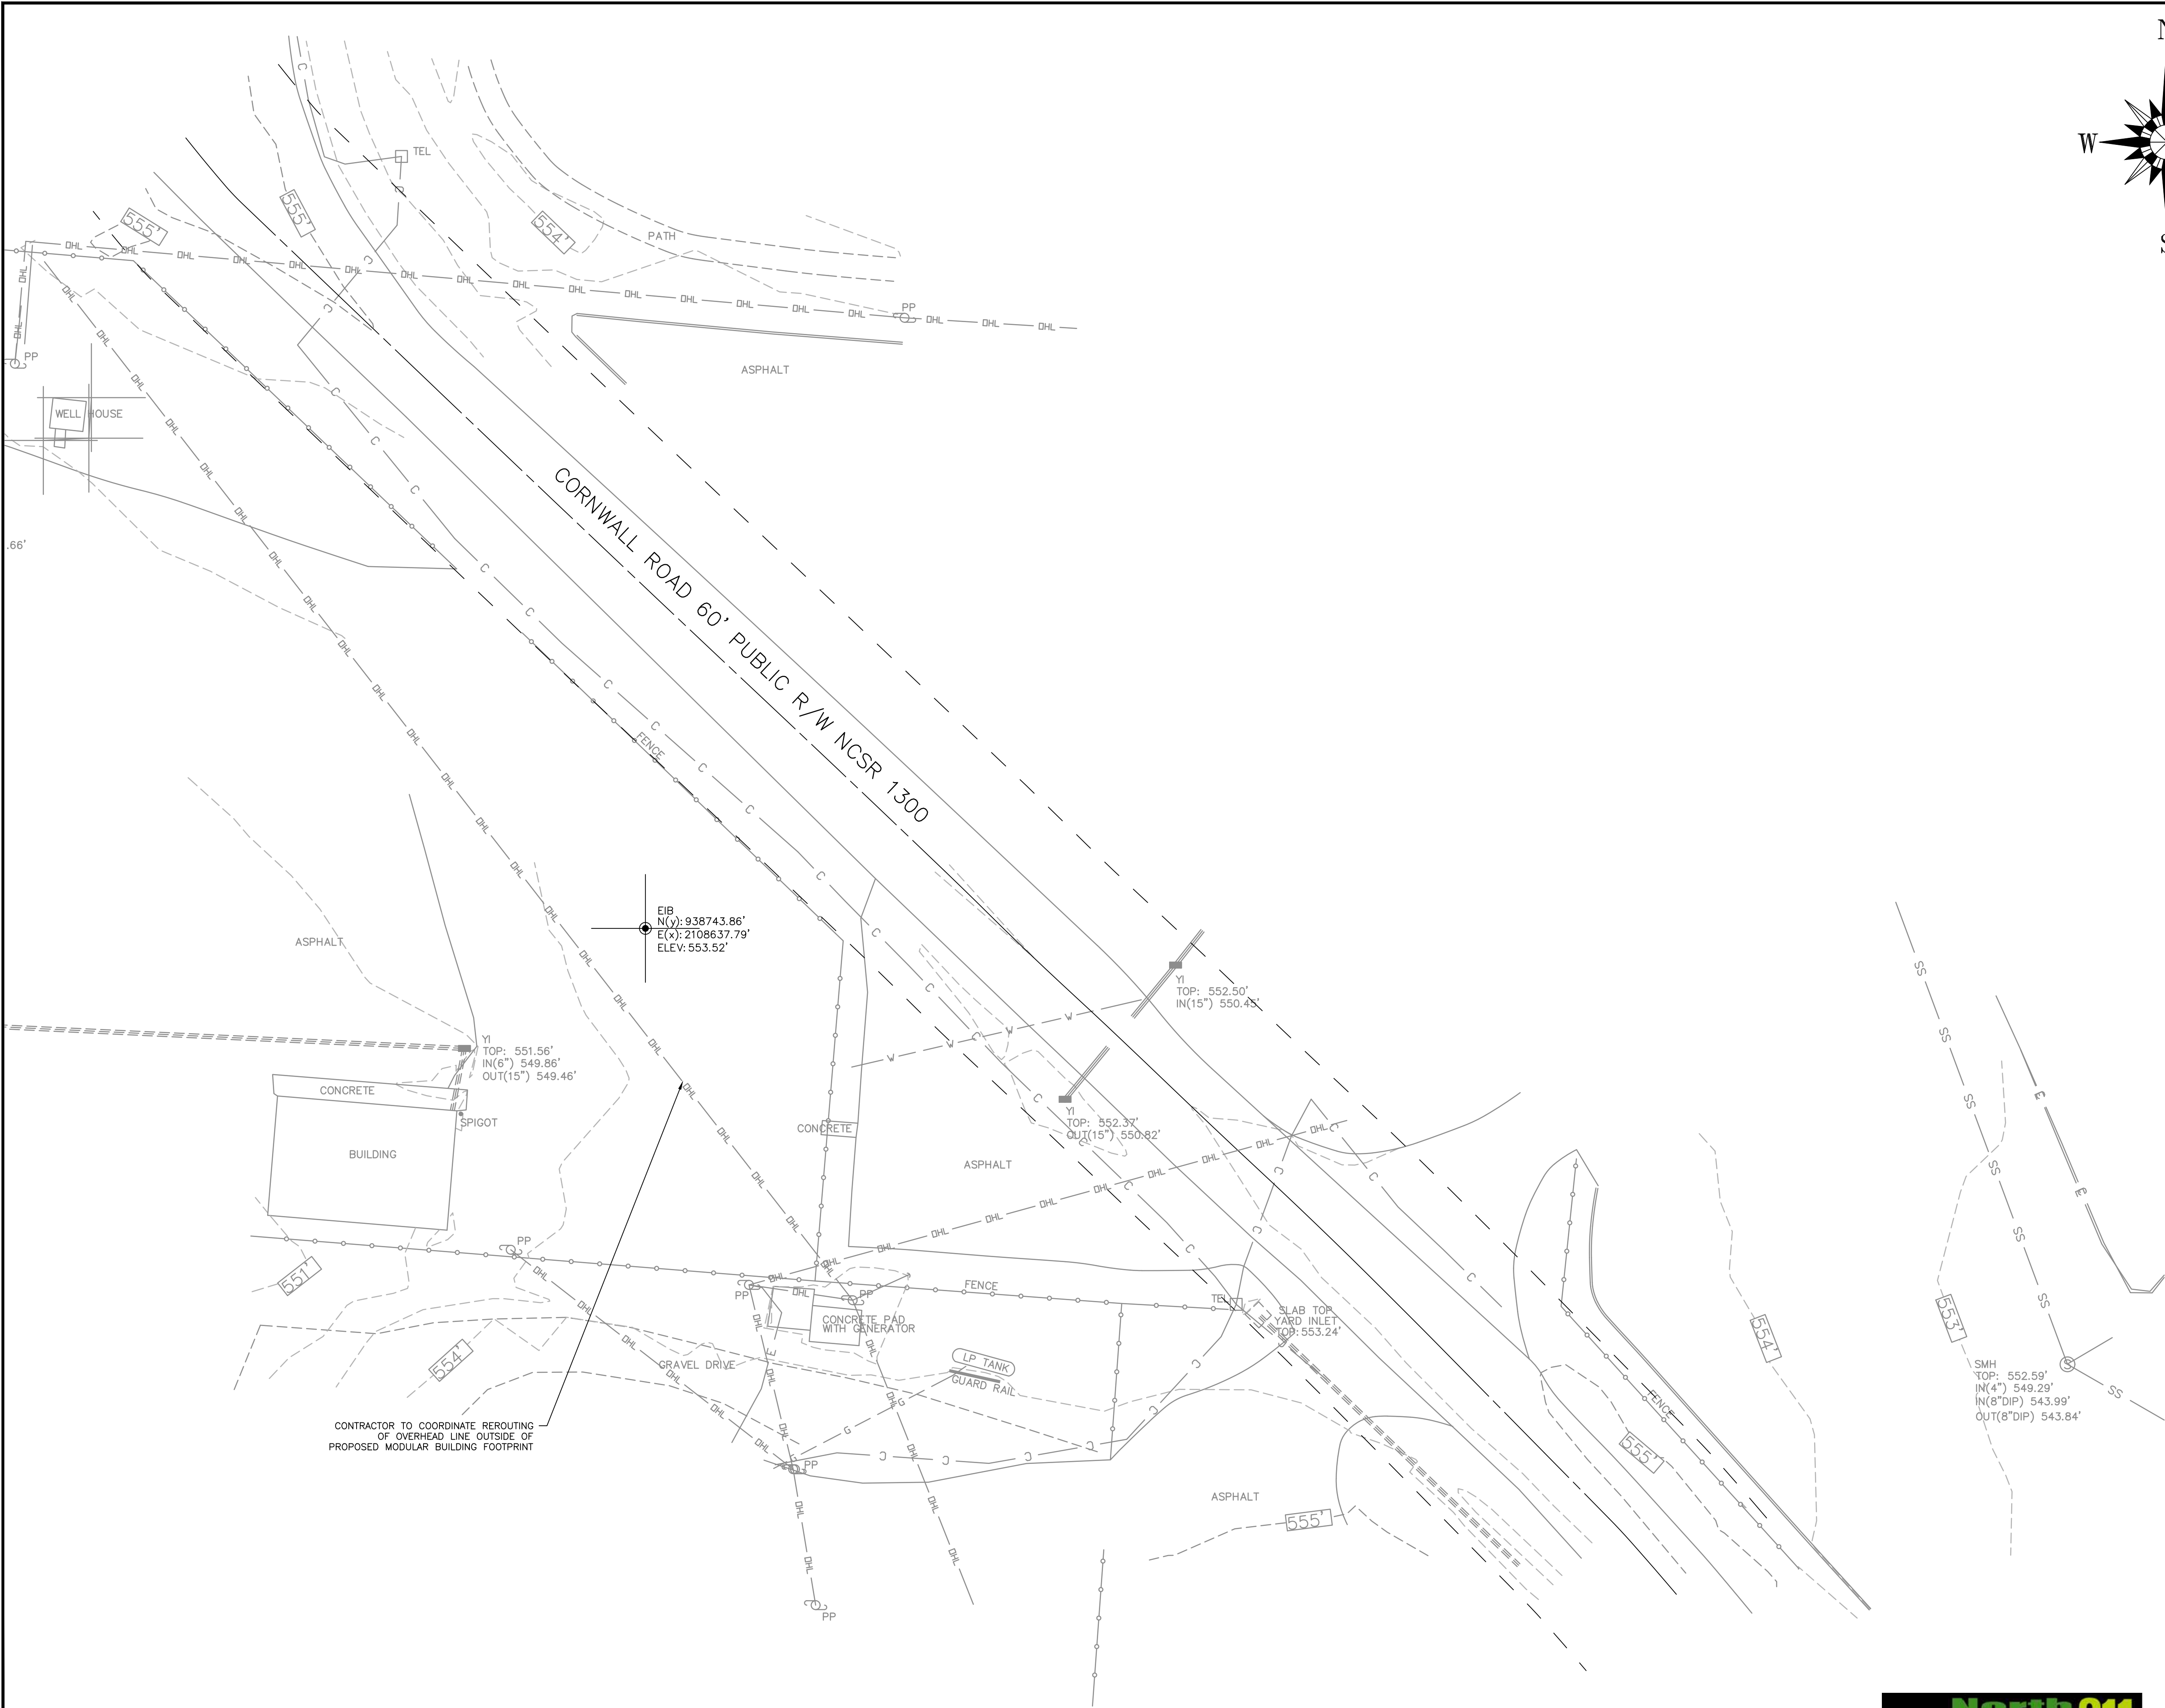 N
W
S
C
TEL
555'
555'
554'
PATH
OHL
PP
PP
ASPHALT
WELL HOUSE
.66'
CORNWALL ROAD 60' PUBLIC R/W NCSR 1300
FENCE
EIB
N(y): 938743.86'
E(x): 2108637.79'
ELEV: 553.52'
ASPHALT
YI
TOP: 552.50'
IN(15") 550.45'
W W W W
YI
TOP: 551.56'
IN(6") 549.86'
OUT(15") 549.46'
CONCRETE
SPIGOT
BUILDING
YI
TOP: 552.37'
OUT(15") 550.82'
CONCRETE
ASPHALT
SS
E
551'
PP
PP
PP
FENCE
TEL
CONCRETE PAD
WITH GENERATOR
SLAB TOP
YARD INLET
TOP: 553.24'
554'
GRAVEL DRIVE
LP TANK
GUARD RAIL
E
G G G
PP
PP
CONTRACTOR TO COORDINATE REROUTING
OF OVERHEAD LINE OUTSIDE OF
PROPOSED MODULAR BUILDING FOOTPRINT
554'
553'
S
SMH
TOP: 552.59'
IN(4") 549.29'
IN(8"DIP) 543.99'
OUT(8"DIP) 543.84'
FENCE
555'
ASPHALT
555'
North 811